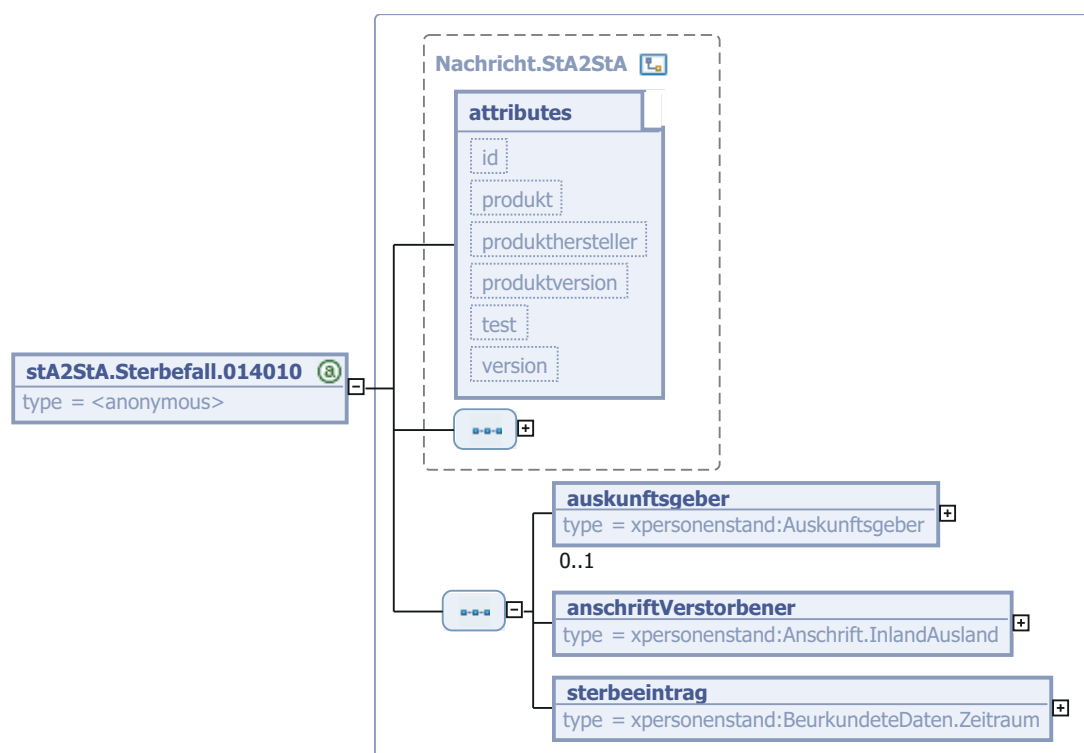 Nachricht.StA2StA
attributes
id
produkt
produkthersteller
produktversion
test
version
stA2StA.Sterbefall.014010 @
type = <anonymous>
auskunftsgeber
type = xpersonenstand:Auskunftsgeber
0..1
anschriftVerstorbener
type = xpersonenstand:Anschrift.InlandAusland
sterbeeintrag
type = xpersonenstand:BeurkundeteDaten.Zeitraum